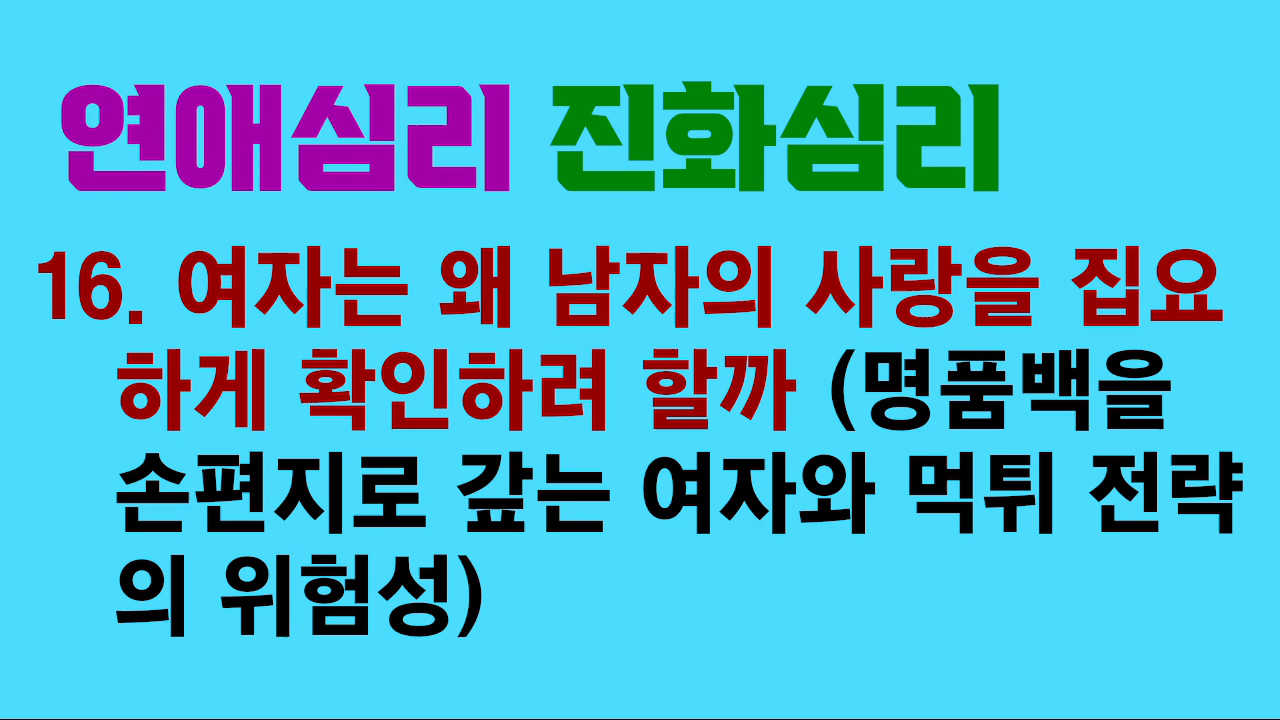 연애심리 진화심리
16. 여자는 왜 남자의 사랑을 집요
하게 확인하려 할까 (명품백을
손편지로 갚는 여자와 먹튀 전략
의 위험성)